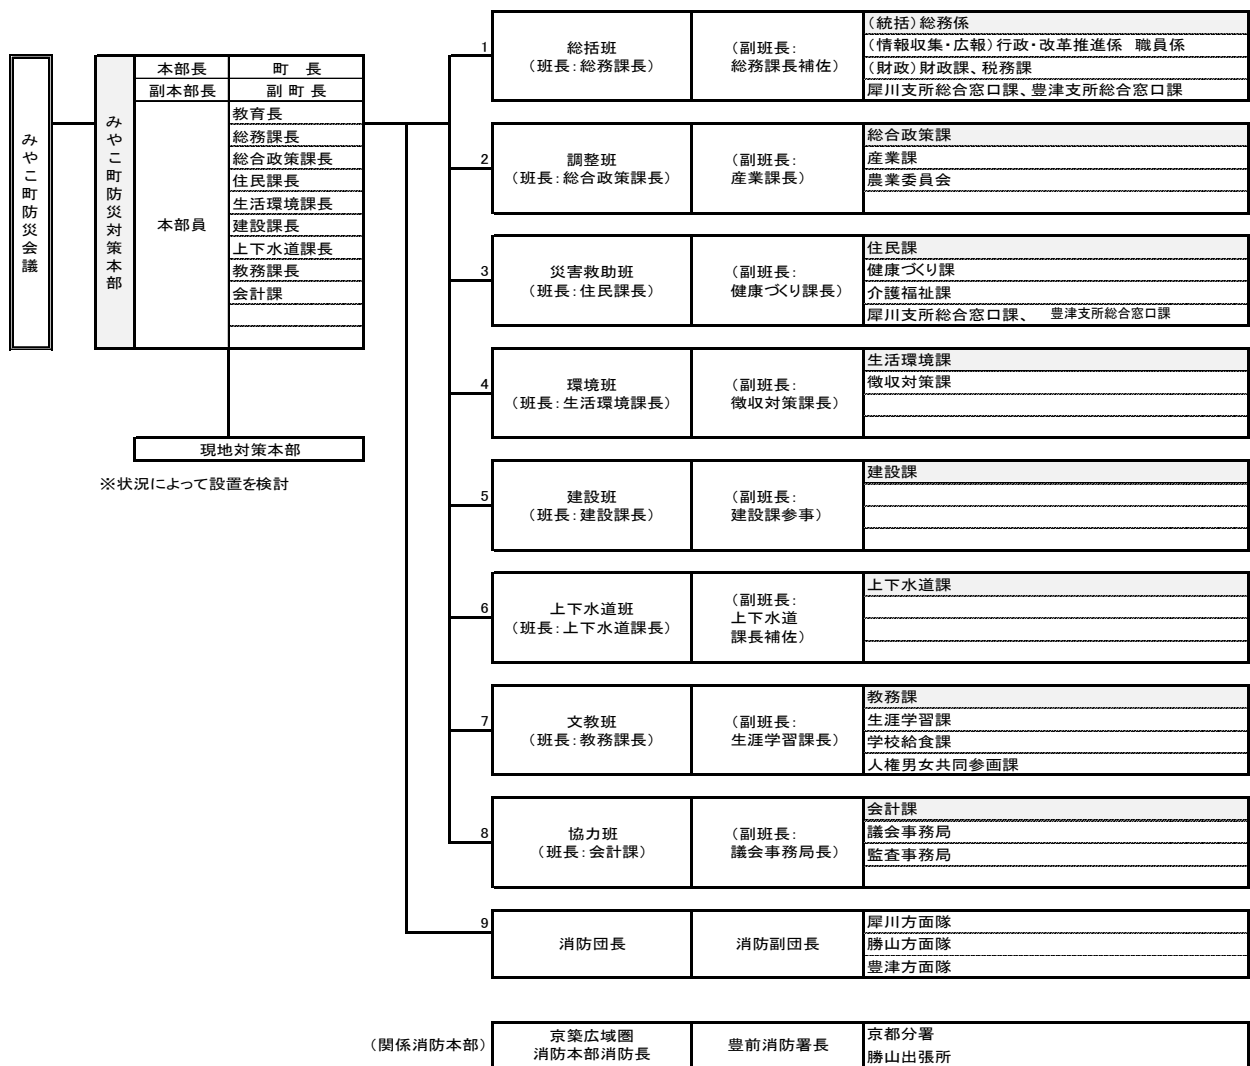 みやこ町防災会議
みやこ町防災対策本部
本部長 町　長
副本部長 副 町 長
本部員
教育長
総務課長
総合政策課長
住民課長
生活環境課長
建設課長
上下水道課長
教務課長
会計課
現地対策本部
※状況によって設置を検討
1
総括班
（班長：総務課長）
（副班長：
総務課長補佐）
（統括）総務係
（情報収集・広報）行政・改革推進係　職員係
（財政）財政課、税務課
犀川支所総合窓口課、豊津支所総合窓口課
2
調整班
（班長：総合政策課長）
（副班長：
産業課長）
総合政策課
産業課
農業委員会
3
災害救助班
（班長：住民課長）
（副班長：
健康づくり課長）
住民課
健康づくり課
介護福祉課
犀川支所総合窓口課、　豊津支所総合窓口課
4
環境班
（班長：生活環境課長）
（副班長：
徴収対策課長）
生活環境課
徴収対策課
5
建設班
（班長：建設課長）
（副班長：
建設課参事）
建設課
6
上下水道班
（班長：上下水道課長）
（副班長：
上下水道
課長補佐）
上下水道課
7
文教班
（班長：教務課長）
（副班長：
生涯学習課長）
教務課
生涯学習課
学校給食課
人権男女共同参画課
8
協力班
（班長：会計課）
（副班長：
議会事務局長）
会計課
議会事務局
監査事務局
9
消防団長
消防副団長
犀川方面隊
勝山方面隊
豊津方面隊
（関係消防本部）
京築広域圏
消防本部消防長
豊前消防署長
京都分署
勝山出張所